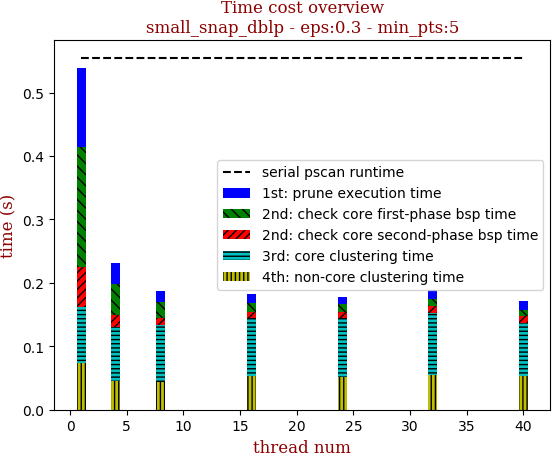 Time cost overview
small_snap_dblp - eps:0.3 - min_pts:5
time (s)
0.5
0.4
0.3
0.2
0.1
0.0
serial pscan runtime
1st: prune execution time
2nd: check core first-phase bsp time
2nd: check core second-phase bsp time
3rd: core clustering time
4th: non-core clustering time
0 5 10 15 20 25 30 35 40
thread num